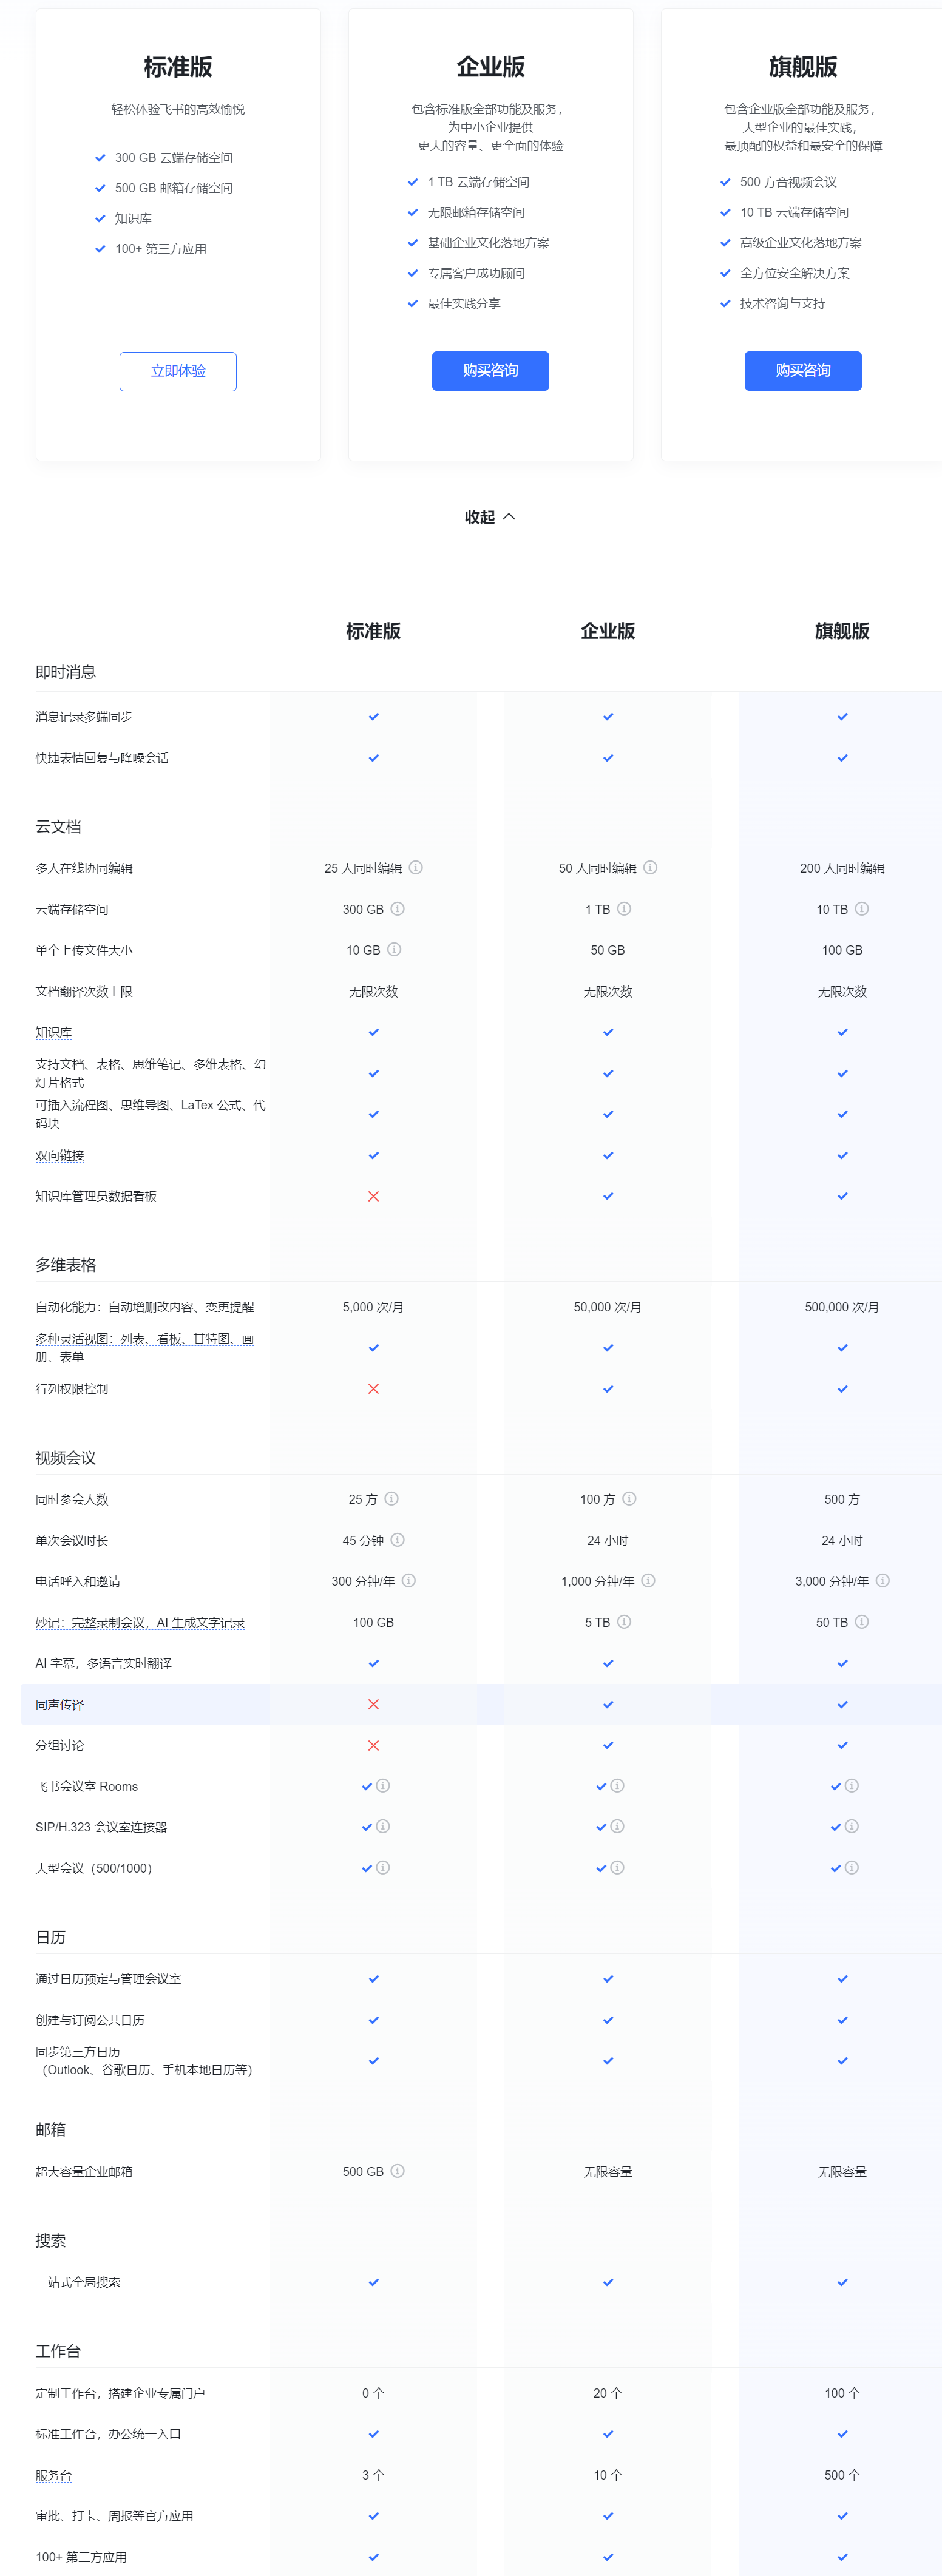 标准版
轻松体验飞书的高效愉悦
300 GB 云端存储空间
500 GB 邮箱存储空间
知识库
100+ 第三方应用
立即体验
企业版
包含标准版全部功能及服务，
为中小企业提供
更大的容量、更全面的体验
1 TB 云端存储空间
无限邮箱存储空间
基础企业文化落地方案
专属客户成功顾问
最佳实践分享
购买咨询
旗舰版
包含企业版全部功能及服务，
大型企业的最佳实践，
最顶配的权益和最安全的保障
500 方音视频会议
10 TB 云端存储空间
高级企业文化落地方案
全方位安全解决方案
技术咨询与支持
购买咨询
收起
标准版 企业版 旗舰版
即时消息
消息记录多端同步
快捷表情回复与降噪会话
云文档
多人在线协同编辑 25 人同时编辑 50 人同时编辑 200 人同时编辑
云端存储空间 300 GB 1 TB 10 TB
单个上传文件大小 10 GB 50 GB 100 GB
文档翻译次数上限 无限次数 无限次数 无限次数
知识库
支持文档、表格、思维笔记、多维表格、幻
灯片格式
可插入流程图、思维导图、LaTex 公式、代
码块
双向链接
知识库管理员数据看板
多维表格
自动化能力：自动增删改内容、变更提醒 5,000 次/月 50,000 次/月 500,000 次/月
多种灵活视图：列表、看板、甘特图、画
册、表单
行列权限控制
视频会议
同时参会人数 25 方 100 方 500 方
单次会议时长 45 分钟 24 小时 24 小时
电话呼入和邀请 300 分钟/年 1,000 分钟/年 3,000 分钟/年
妙记：完整录制会议，AI 生成文字记录 100 GB 5 TB 50 TB
AI 字幕，多语言实时翻译
同声传译
分组讨论
飞书会议室 Rooms
SIP/H.323 会议室连接器
大型会议（500/1000）
日历
通过日历预定与管理会议室
创建与订阅公共日历
同步第三方日历
（Outlook、谷歌日历、手机本地日历等）
邮箱
超大容量企业邮箱 500 GB 无限容量 无限容量
搜索
一站式全局搜索
工作台
定制工作台，搭建企业专属门户 0 个 20 个 100 个
标准工作台，办公统一入口
服务台 3 个 10 个 500 个
审批、打卡、周报等官方应用
100+ 第三方应用